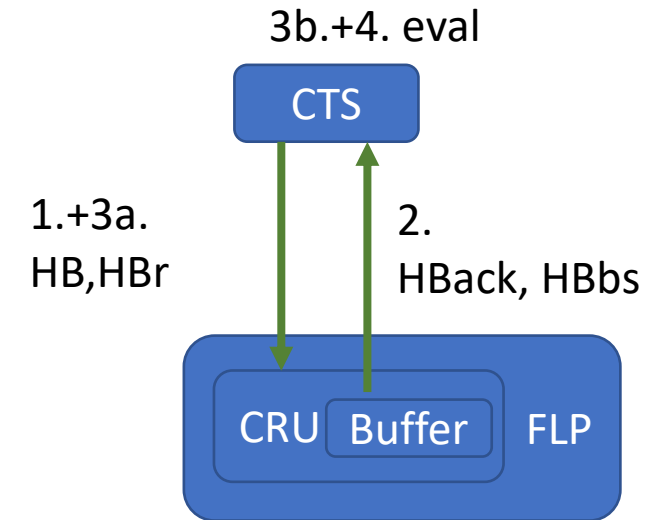 3b.+4. eval
CTS
1.+3a.
HB,HBr
2.
HBack, HBbs
CRU
Buffer
FLP